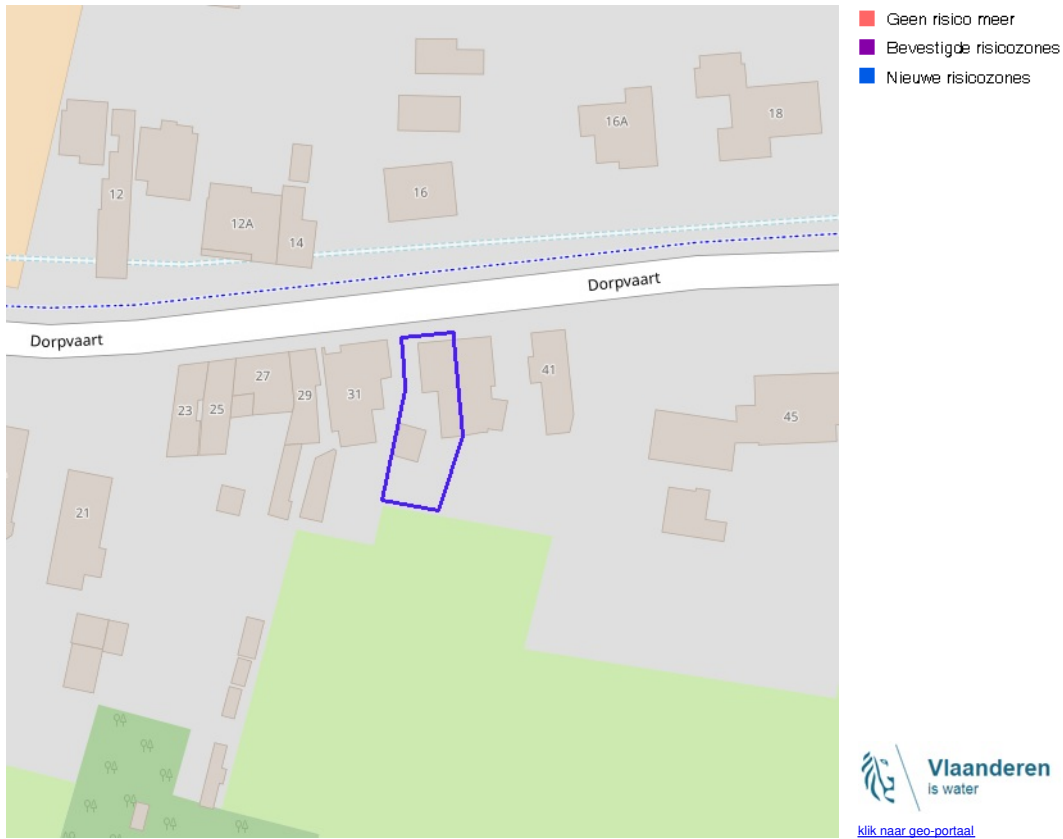 Geen risico meer
Bevestigde risicozones
Nieuwe risicozones
18
16A
12
16
12A
14
Dorpvaart
Dorpvaart
27
29
31
41
23
25
45
21
Vlaanderen
is water
klik naar geo-portaal